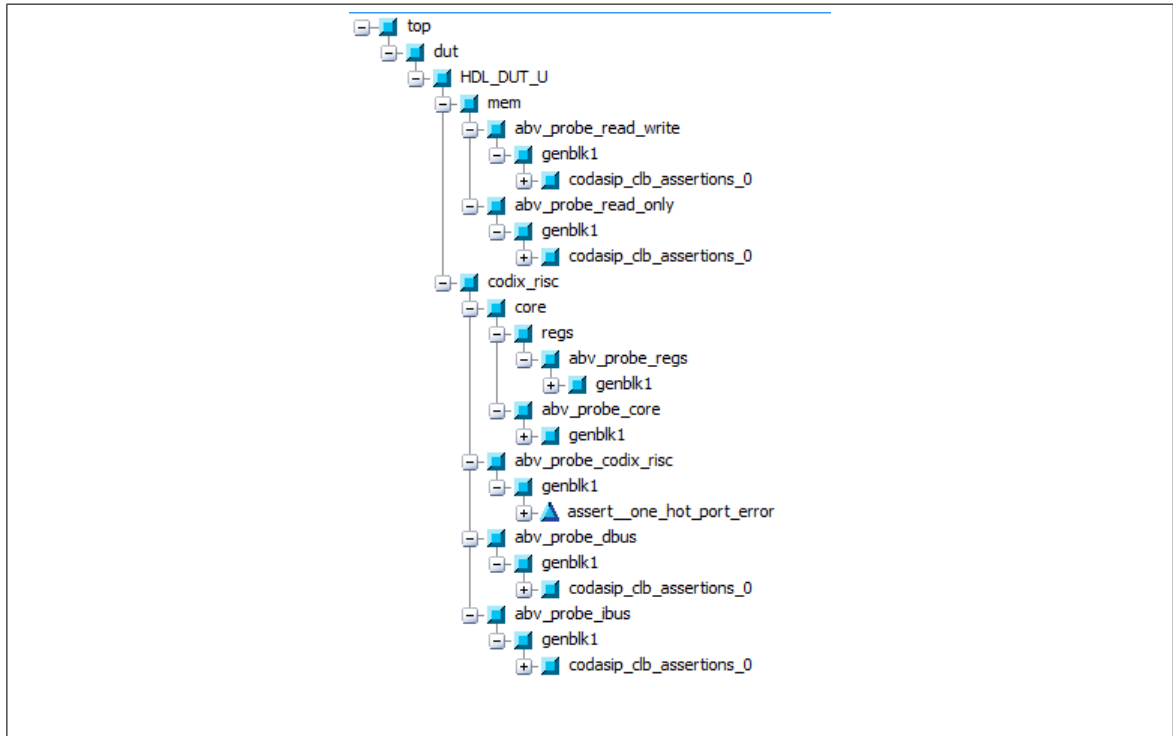 top
dut
HDL_DUT_U
mem
abv_probe_read_write
genblk1
codasip_clb_assertions_0
abv_probe_read_only
genblk1
codasip_clb_assertions_0
codix_risc
core
regs
abv_probe_regs
genblk1
abv_probe_core
genblk1
abv_probe_codix_risc
genblk1
assert__one_hot_port_error
abv_probe_dbus
genblk1
codasip_clb_assertions_0
abv_probe_ibus
genblk1
codasip_clb_assertions_0